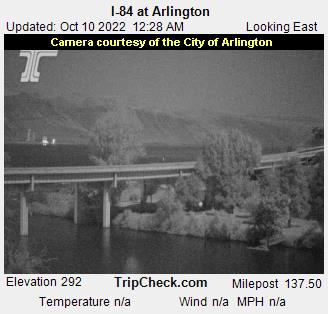 I-84 at Arlington
Updated: Oct 10 2022 12:28 AM Looking East
Camera courtesy of the City of Arlington
Elevation 292 TripCheck.com Milepost 137.50
Temperature n/a Wind n/a MPH n/a